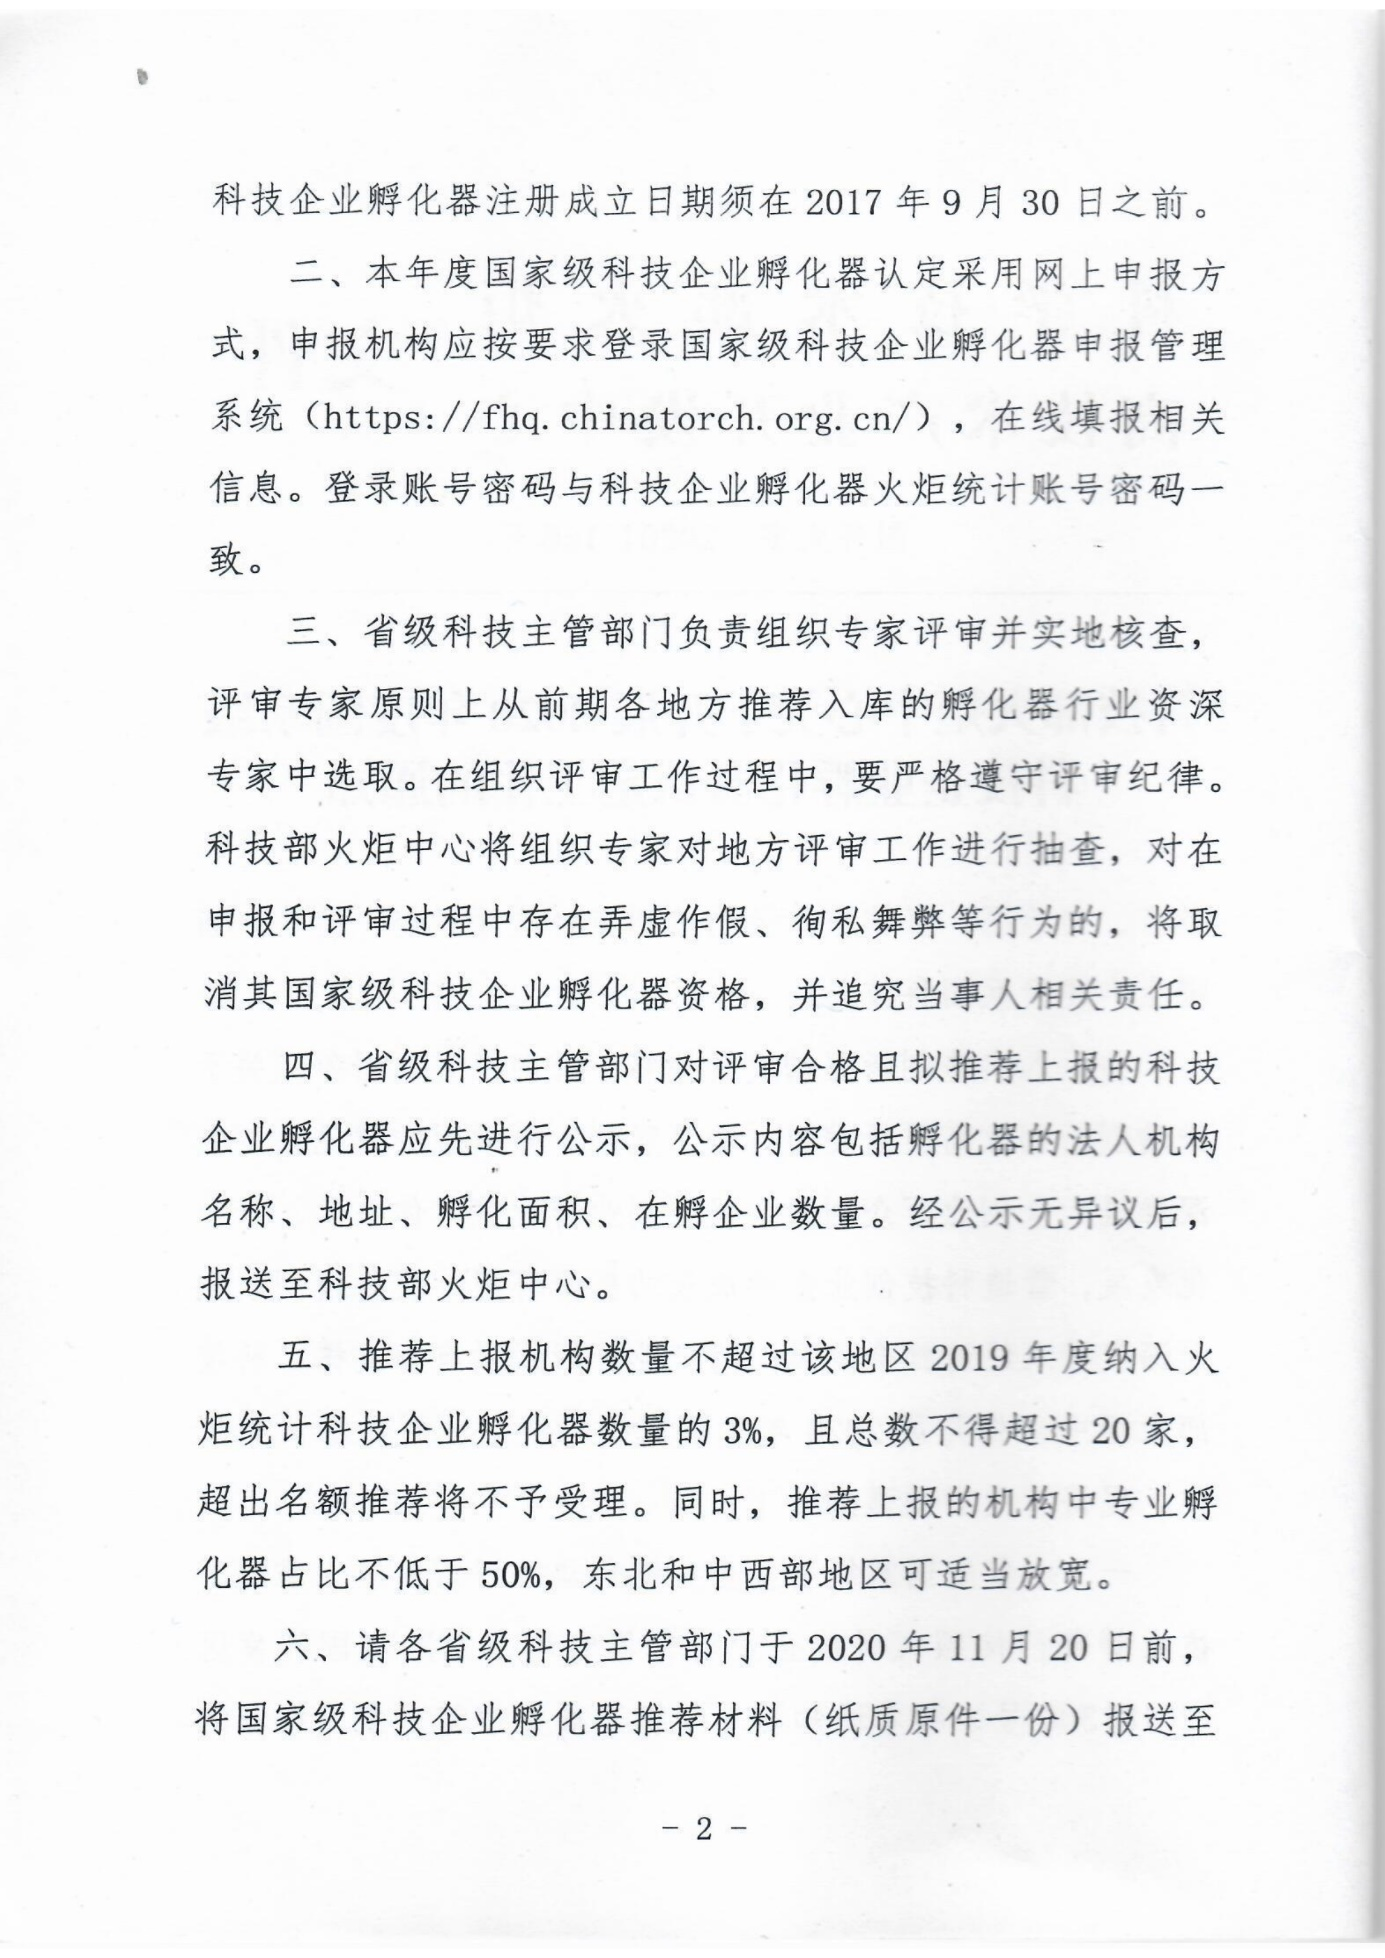 科技企业孵化器注册成立日期须在 2017 年 9 月 30 日之前。
二、本年度国家级科技企业孵化器认定采用网上申报方
式，申报机构应按要求登录国家级科技企业孵化器申报管理
系统（https://fhq.chinatorch.org.cn/），在线填报相关
信息。登录账号密码与科技企业孵化器火炬统计账号密码一
致。
三、省级科技主管部门负责组织专家评审并实地核查，
评审专家原则上从前期各地方推荐入库的孵化器行业资深
专家中选取。在组织评审工作过程中，要严格遵守评审纪律。
科技部火炬中心将组织专家对地方评审工作进行抽查，对在
申报和评审过程中存在弄虚作假、徇私舞弊等行为的，将取
消其国家级科技企业孵化器资格，并追究当事人相关责任。
四、省级科技主管部门对评审合格且拟推荐上报的科技
企业孵化器应先进行公示，公示内容包括孵化器的法人机构
名称、地址、孵化面积、在孵企业数量。经公示无异议后，
报送至科技部火炬中心。
五、推荐上报机构数量不超过该地区 2019 年度纳入火
炬统计科技企业孵化器数量的 3%，且总数不得超过 20 家，
超出名额推荐将不予受理。同时，推荐上报的机构中专业孵
化器占比不低于 50%，东北和中西部地区可适当放宽。
六、请各省级科技主管部门于 2020 年 11 月 20 日前，
将国家级科技企业孵化器推荐材料（纸质原件一份）报送至
- 2 -